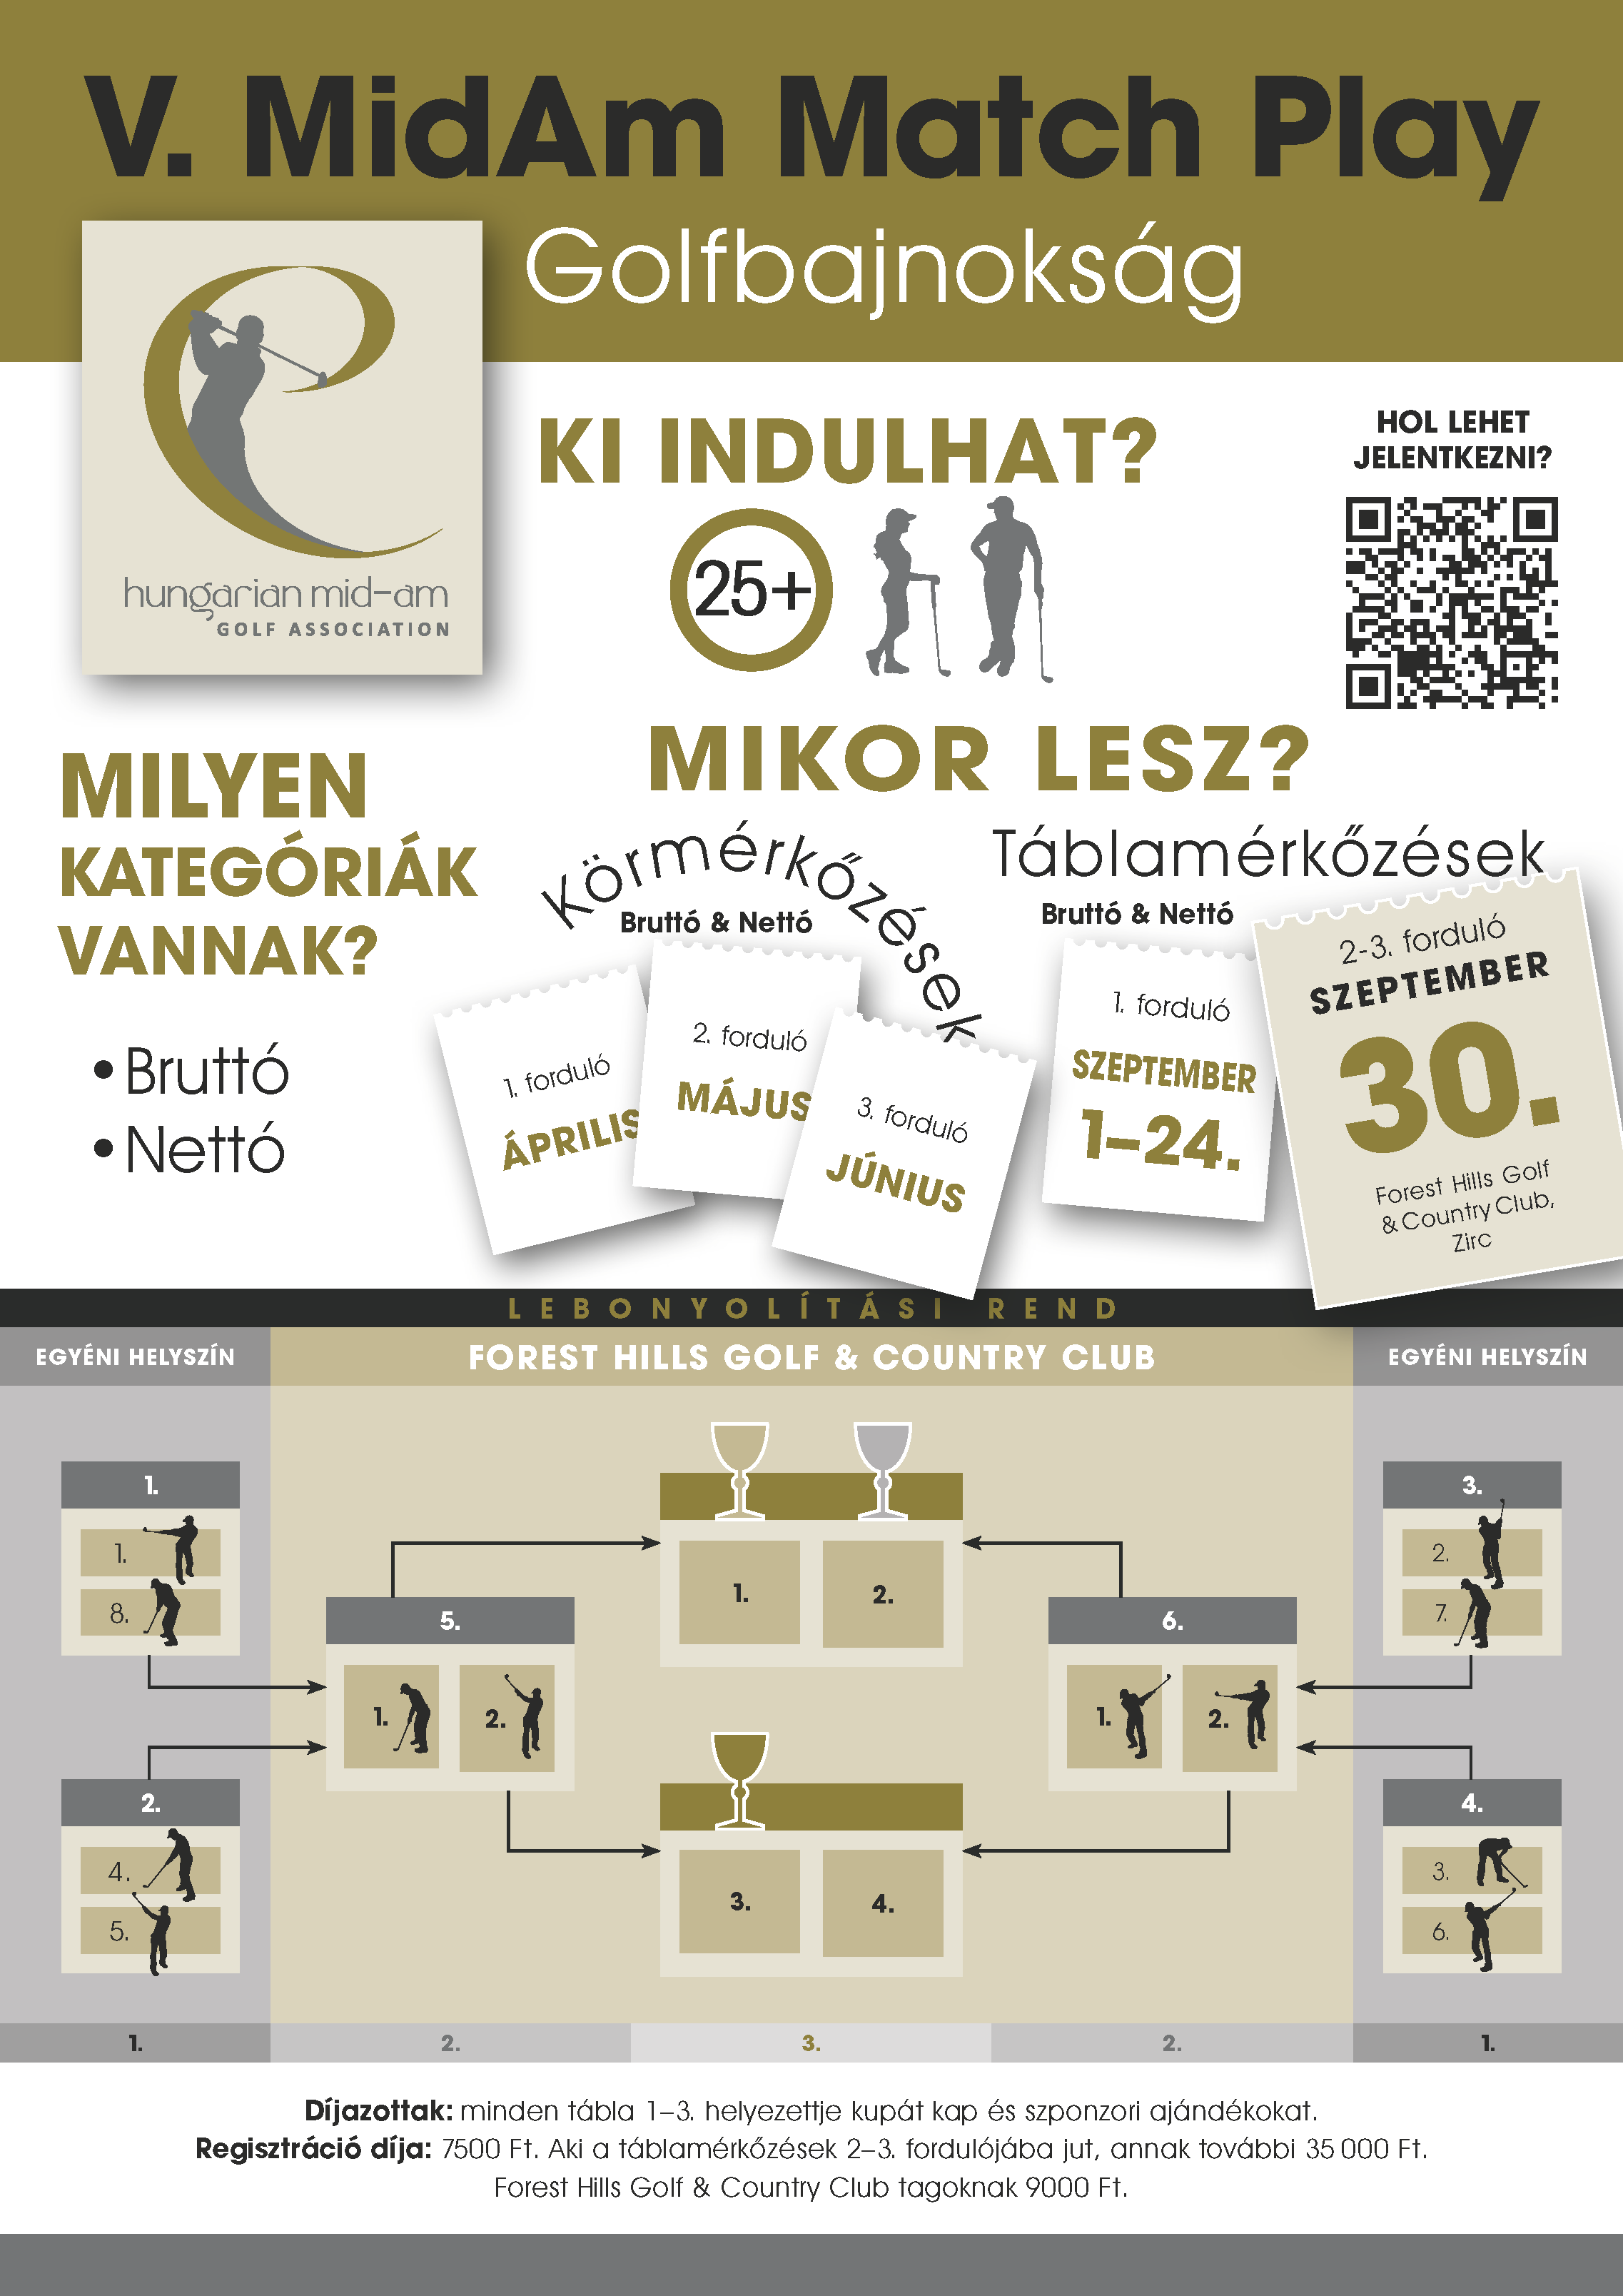 V. MidAm Match Play
Golfbajnokság
hungarian mid-am
GOLF ASSOCIATION
KI INDULHAT?
25+
HOL LEHET
JELENTKEZNI?
MILYEN
KATEGÓRIÁK
VANNAK?
• Bruttó
• Nettó
MIKOR LESZ?
Körmérkőzések
Bruttó & Nettó
1. forduló
ÁPRILIS
2. forduló
MÁJUS
3. forduló
JÚNIUS
Táblamérkőzések
Bruttó & Nettó
1. forduló
SZEPTEMBER
1–24.
2-3. forduló
SZEPTEMBER
30.
Forest Hills Golf
& Country Club,
Zirc
LEBONYOLÍTÁSI REND
EGYÉNI HELYSZÍN
FOREST HILLS GOLF & COUNTRY CLUB
EGYÉNI HELYSZÍN
1.
1.
8.
2.
4.
5.
5.
1. 2.
1. 2.
3. 4.
6.
1. 2.
3.
2.
7.
4.
3.
6.
1. 2. 3. 2. 1.
Díjazottak: minden tábla 1–3. helyezettje kupát kap és szponzori ajándékokat.
Regisztráció díja: 7500 Ft. Aki a táblamérkőzések 2–3. fordulójába jut, annak további 35 000 Ft.
Forest Hills Golf & Country Club tagoknak 9000 Ft.